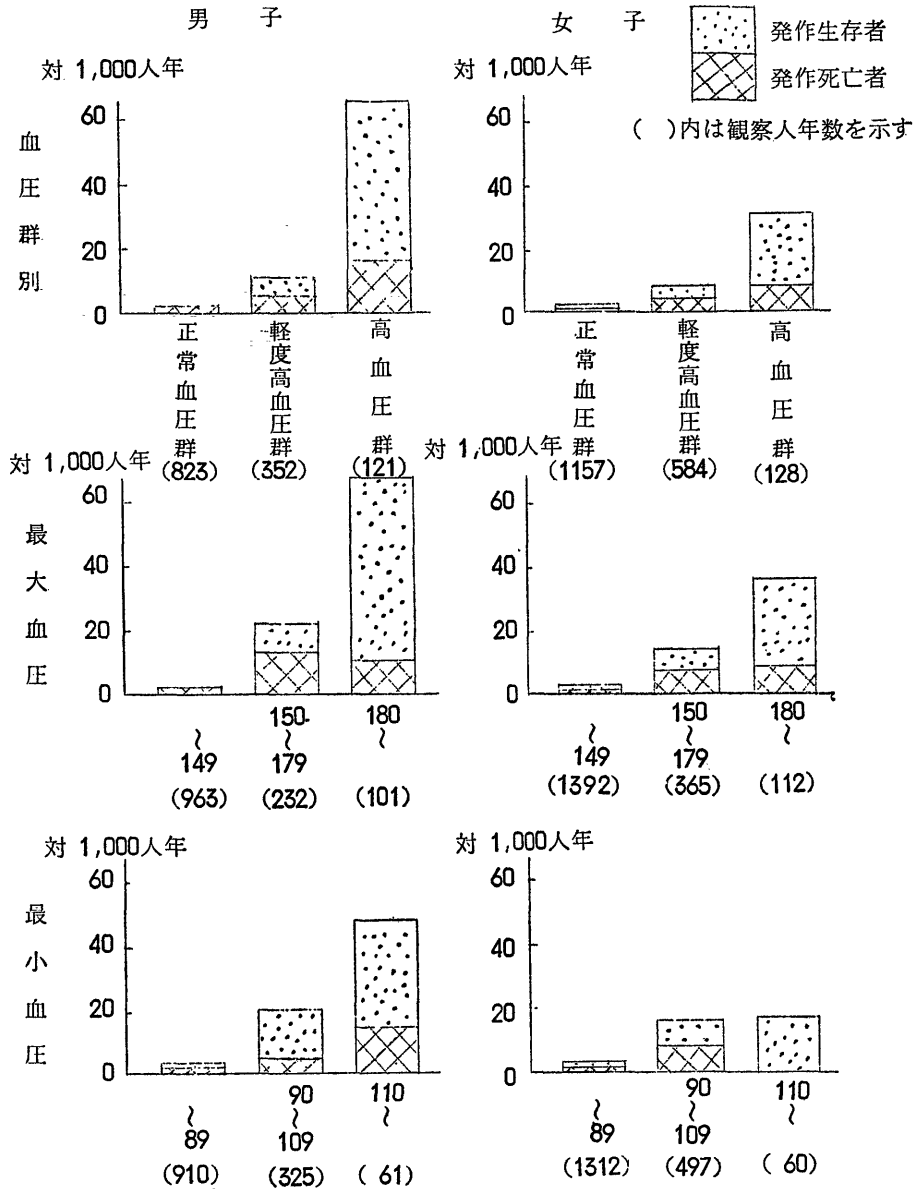 男子
女子
発作生存者
発作死亡者
( )内は観察人年数を示す
血圧群別
対 1,000人年
60
40
20
0
正常血圧群
(823)
軽度高血圧群
(352)
高血圧群
(121)
対 1,000人年
60
40
20
0
正常血圧群
(1157)
軽度高血圧群
(584)
高血圧群
(128)
最大血圧
対 1,000人年
60
40
20
0
~149
(963)
150~179
(232)
180~
(101)
対 1,000人年
60
40
20
0
~149
(1392)
150~179
(365)
180~
(112)
最小血圧
対 1,000人年
60
40
20
0
~89
(910)
90~109
(325)
110~
( 61)
対 1,000人年
60
40
20
0
~89
(1312)
90~109
(497)
110~
( 60)